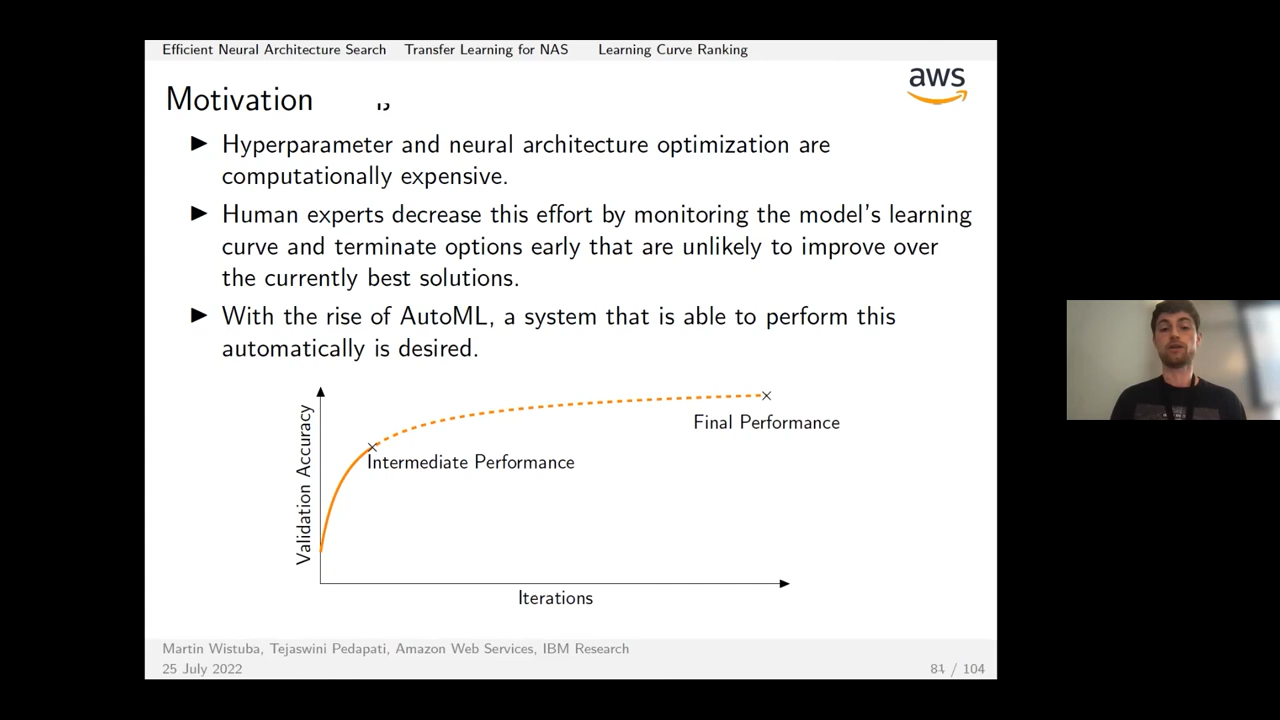 Efficient Neural Architecture Search Transfer Learning for NAS Learning Curve Ranking
aws
Motivation
▶ Hyperparameter and neural architecture optimization are
computationally expensive.
▶ Human experts decrease this effort by monitoring the model's learning
curve and terminate options early that are unlikely to improve over
the currently best solutions.
▶ With the rise of AutoML, a system that is able to perform this
automatically is desired.
Validation Accuracy
Final Performance
Intermediate Performance
Iterations
Martin Wistuba, Tejaswini Pedapati, Amazon Web Services, IBM Research
25 July 2022
/ 104